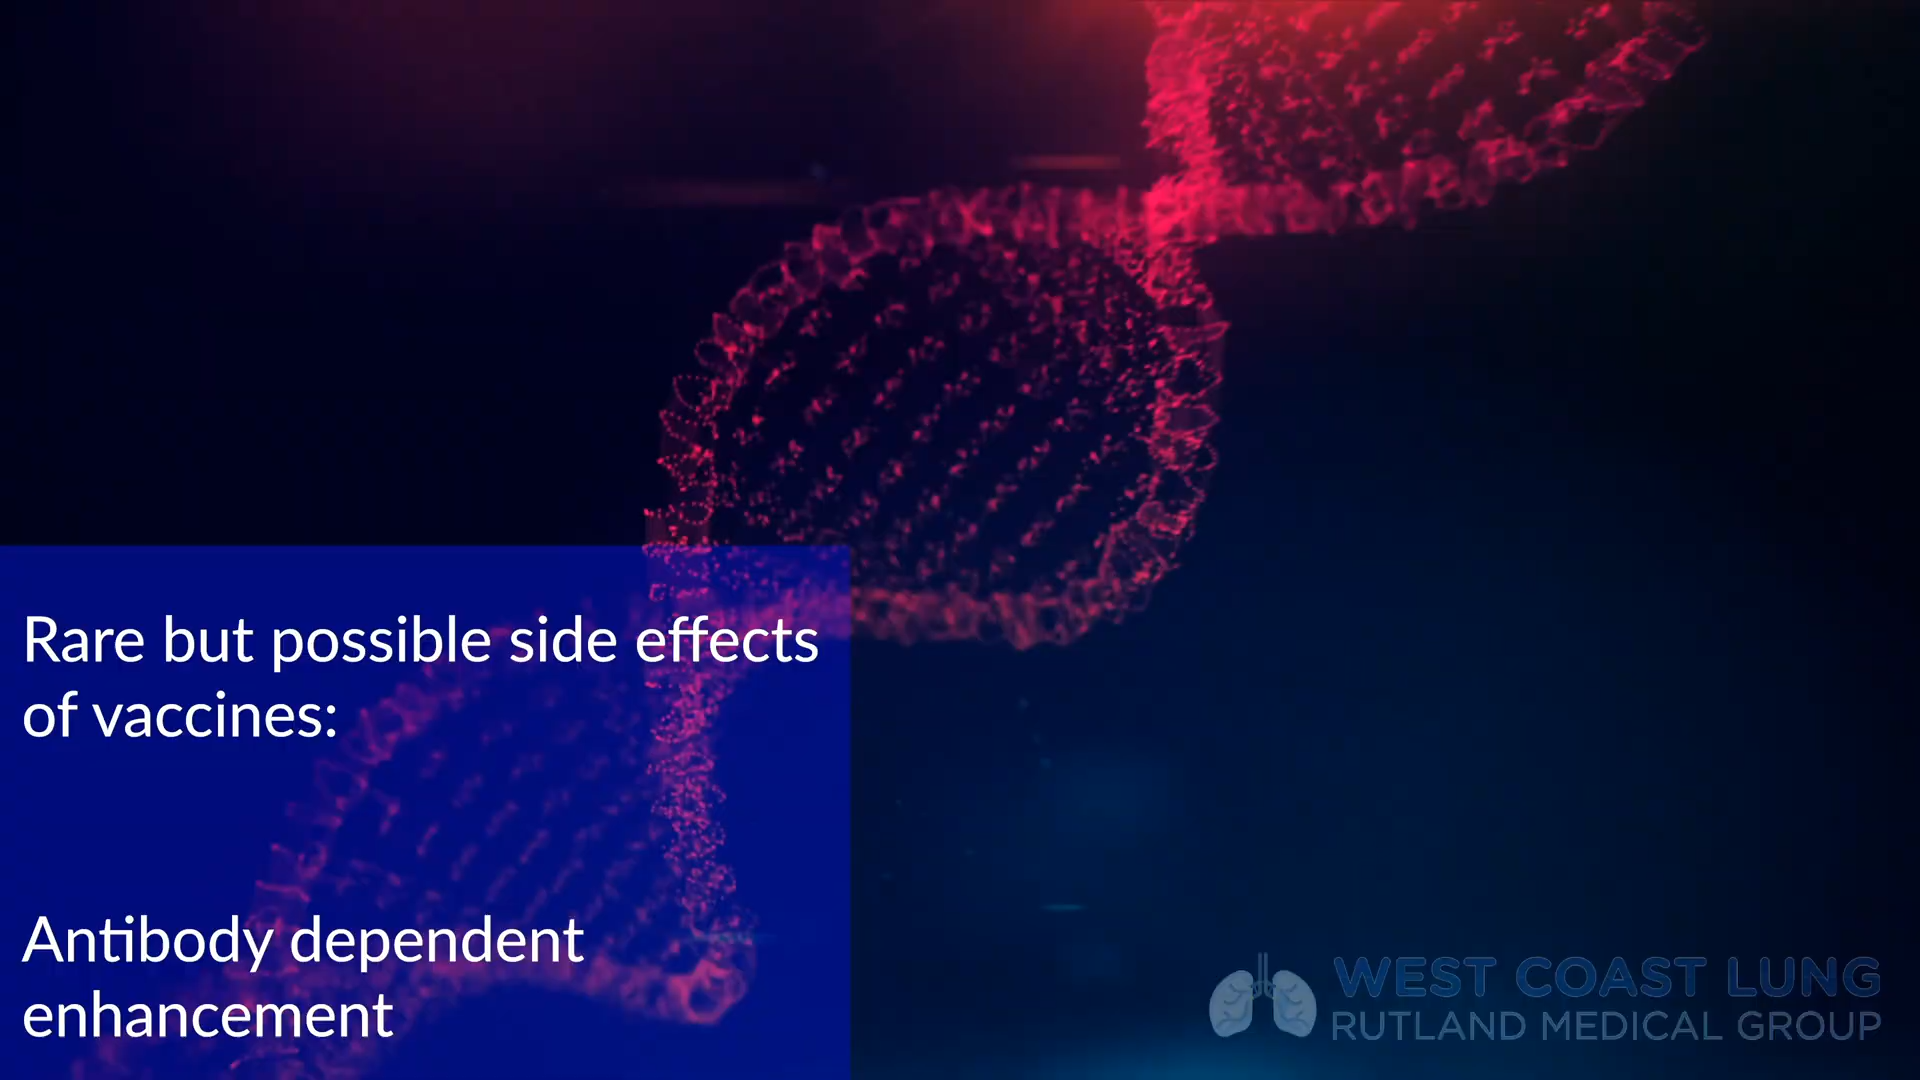 Rare but possible side effects
of vaccines:
Antibody dependent
enhancement
WEST COAST LUNG
RUTLAND MEDICAL GROUP